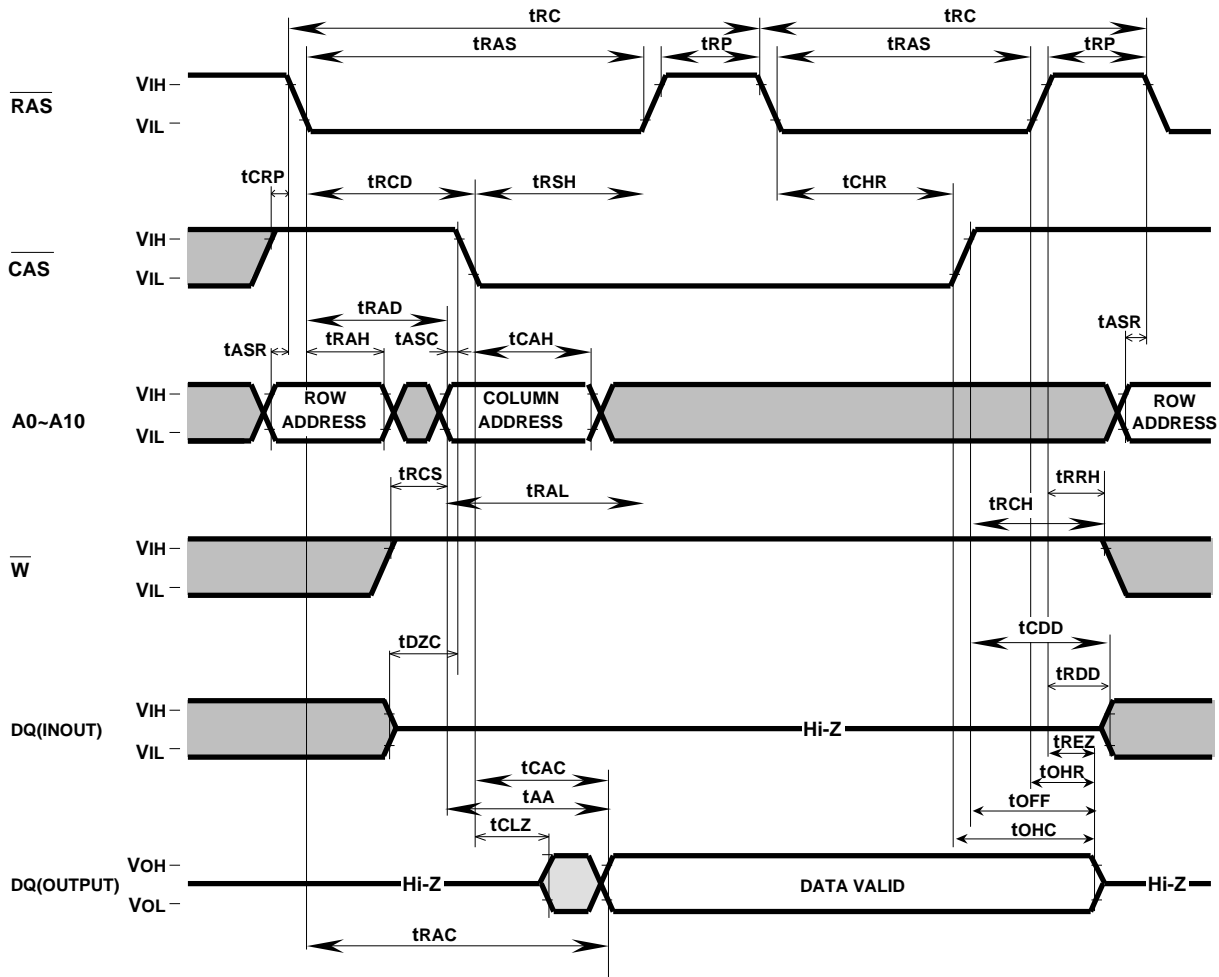 tRC tRC
tRAS tRP tRAS tRP
VIH
RAS
VIL
tCRP tRCD tRSH tCHR
VIH
CAS
VIL
tRAD
tASR tRAH tASC tCAH tASR
VIH
A0~A10
VIL
ROW
ADDRESS
COLUMN
ADDRESS
ROW
ADDRESS
tRCS tRAL tRRH
tRCH
VIH
W
VIL
tDZC tCDD
tRDD
VIH
DQ(INOUT)
VIL
Hi-Z
tREZ
tCAC tOHR
tAA tOFF
tCLZ tOHC
VOH
DQ(OUTPUT)
VOL
Hi-Z DATA VALID Hi-Z
tRAC